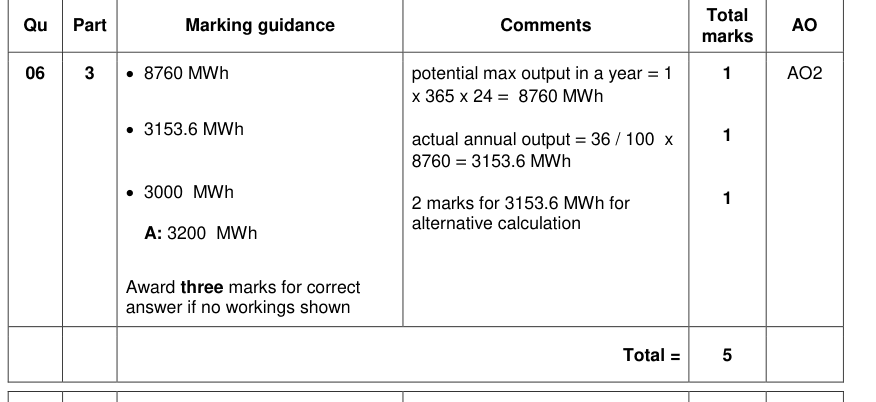 Qu Part Marking guidance Comments Total marks AO
06 3 • 8760 MWh potential max output in a year = 1 1 AO2
x 365 x 24 = 8760 MWh
• 3153.6 MWh 1
actual annual output = 36 / 100 x
8760 = 3153.6 MWh
• 3000 MWh 1
2 marks for 3153.6 MWh for
alternative calculation
A: 3200 MWh
Award three marks for correct
answer if no workings shown
Total = 5